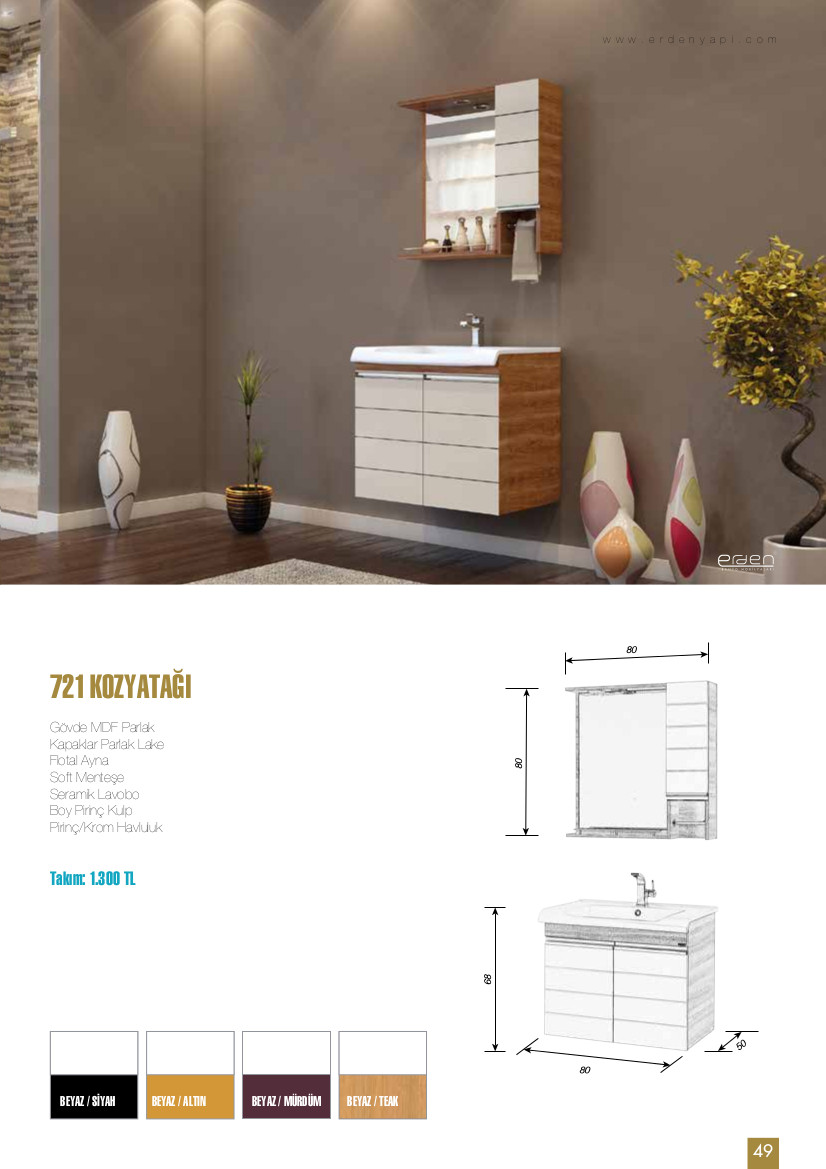 www erdenyapi com
erden
721 KOZYATAĞI
Gövde MDF Parlak
Kapaklar Parlak Lake
Flotal Ayna
Soft Menteşe
Seramik Lavobo
Boy Pirinç Kulp
Pirinç/Krom Havluluk
Takım: 1.300 TL
80
80
68
80
50
BEYAZ / SİYAH
BEYAZ / ALTIN
BEYAZ / MÜRDÜM
BEYAZ / TEAK
49